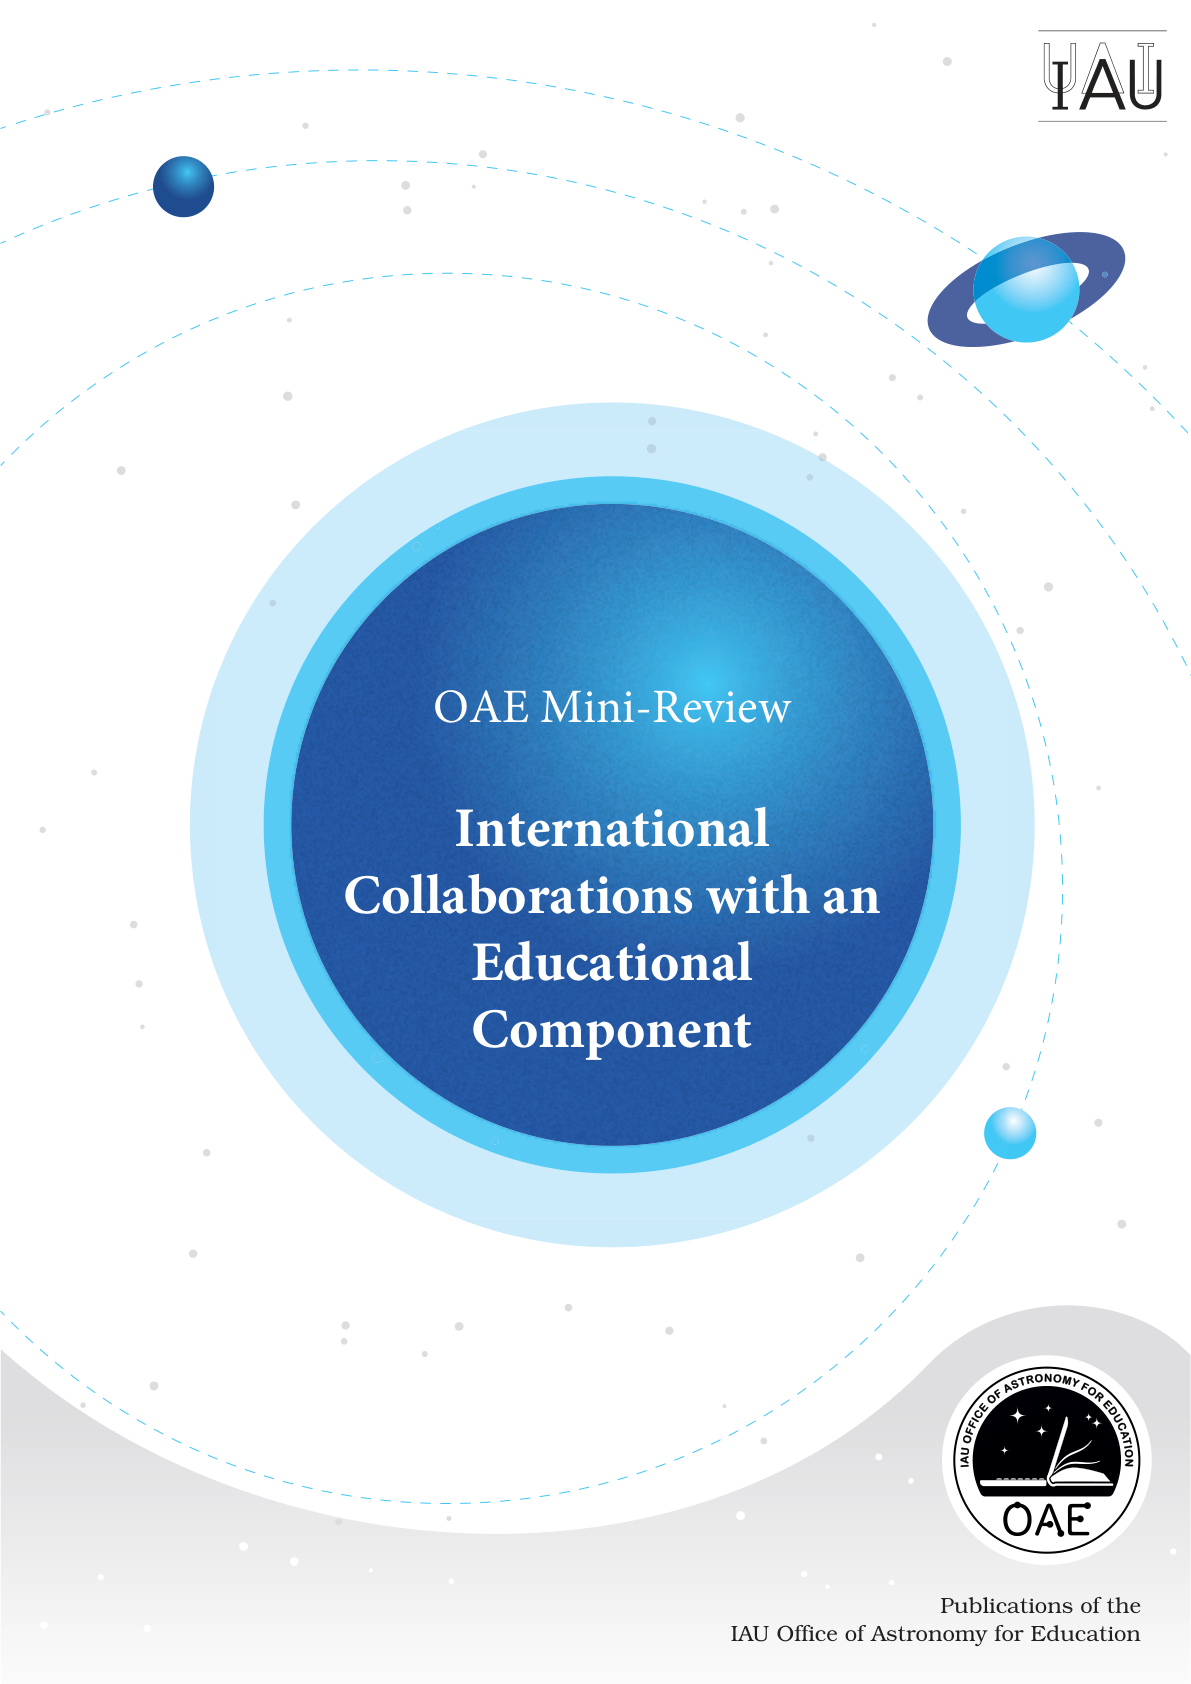 IAU
OAE Mini-Review
International
Collaborations with an
Educational
Component
IAU OFFICE OF ASTRONOMY FOR EDUCATION
OAE
Publications of the
IAU Office of Astronomy for Education